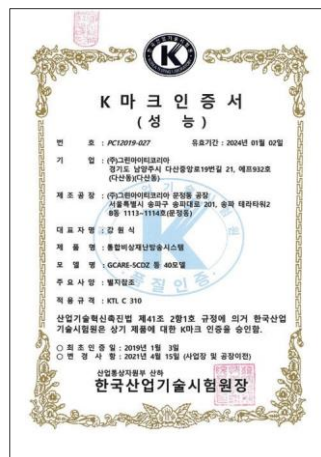 K
K 마 크 인 증 서
( 성 능 )
번 호 : PC12019-027 유효기간 : 2024년 01월 02일
기 업 : (주)그린아이티코리아
경기도 남양주시 다산중앙로19번길 21, 에프932호
(다산동)(다산동)
제 조 공 장 : (주)그린아이티코리아 문정동 공장
서울특별시 송파구 송파대로 201, 송파 테라타워2
B동 1113~1114호(문정동)
대 표 자 명 : 강 원 식
제 품 명 : 통합비상재난방송시스템
모 델 명 : GCARE-SCDZ 등 40모델
주 요 사 양 : 별지참조
적 용 규 격 : KTL C 310
품질인증
산업기술혁신촉진법 제41조 2항1호 규정에 의거 한국산업
기술시험원은 상기 제품에 대한 K마크 인증을 승인함.
○ 최 초 인 증 일 : 2019년 1월 3일
○ 변 경 사 항 : 2021년 4월 15일 (사업장 및 공장이전)
산업통상자원부 산하
한국산업기술시험원장